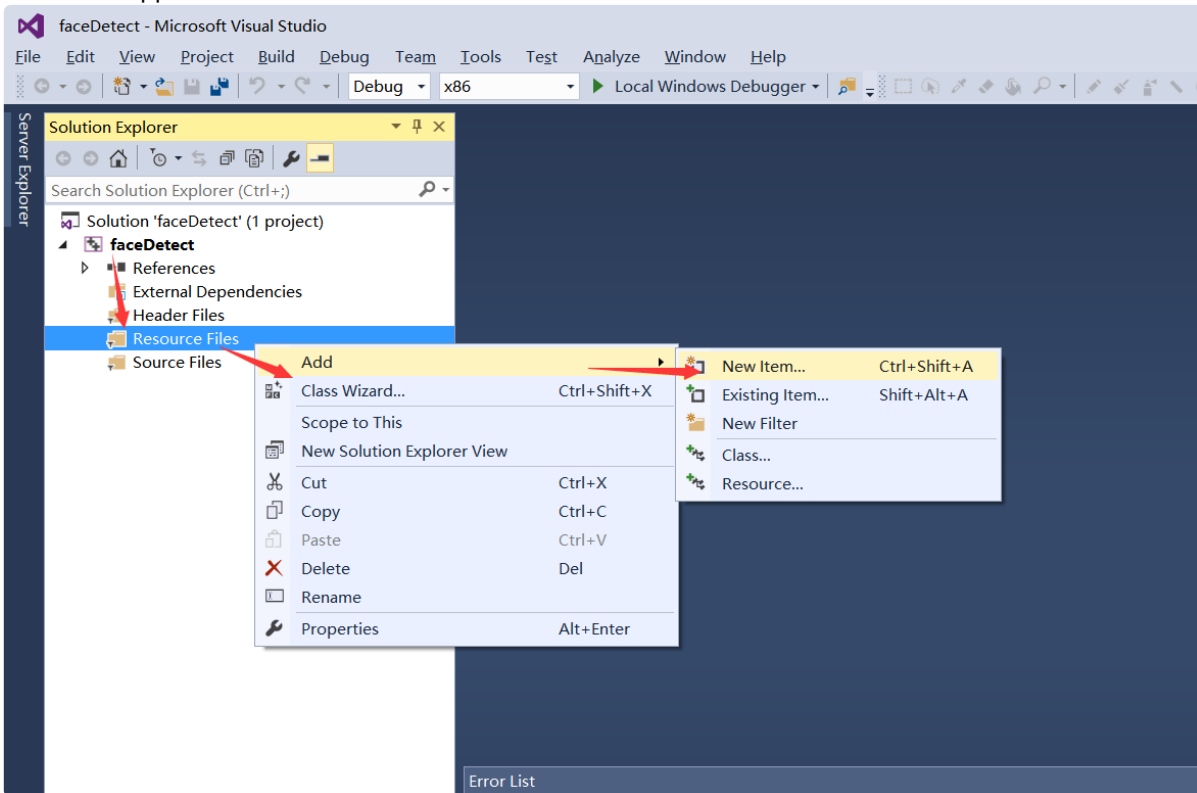 faceDetect - Microsoft Visual Studio
File Edit View Project Build Debug Team Tools Test Analyze Window Help
Debug x86 Local Windows Debugger
Server Explorer
Solution Explorer
Search Solution Explorer (Ctrl+;)
Solution 'faceDetect' (1 project)
faceDetect
References
External Dependencies
Header Files
Resource Files
Source Files
Add
Class Wizard... Ctrl+Shift+X
Scope to This
New Solution Explorer View
Cut Ctrl+X
Copy Ctrl+C
Paste Ctrl+V
Delete Del
Rename
Properties Alt+Enter
New Item... Ctrl+Shift+A
Existing Item... Shift+Alt+A
New Filter
Class...
Resource...
Error List